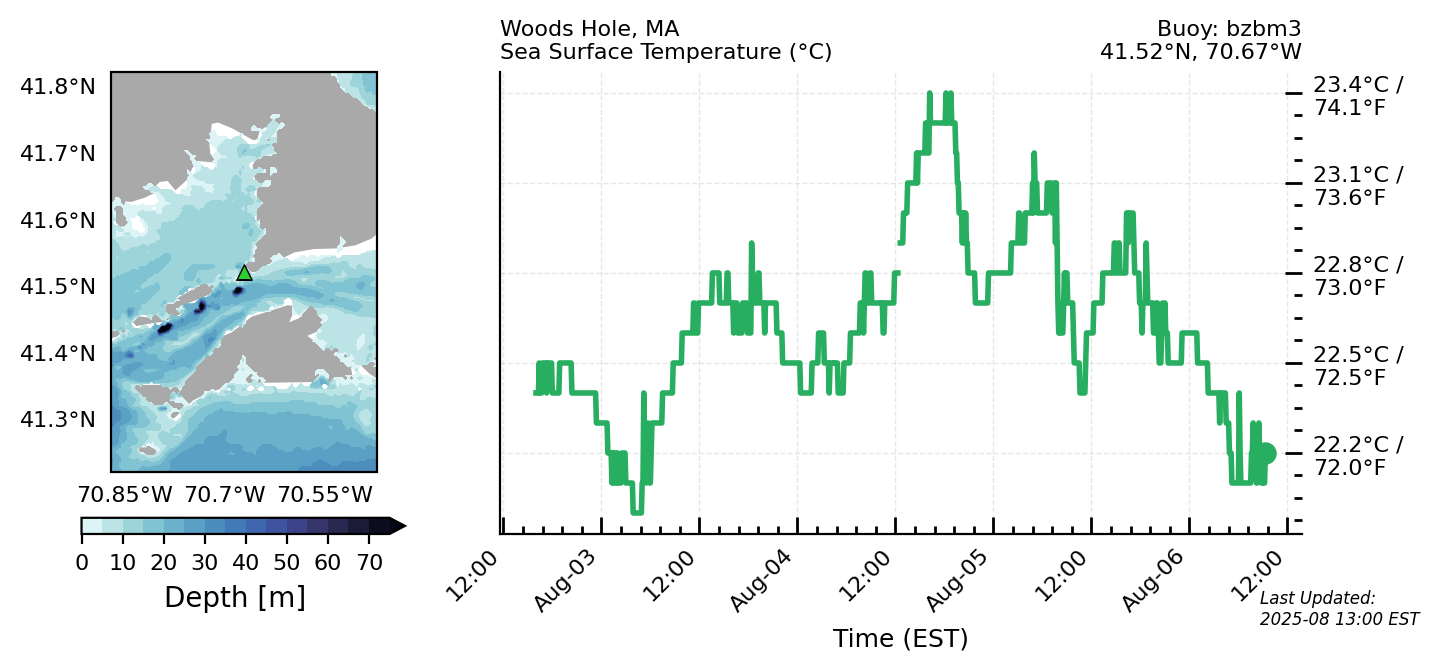 Woods Hole, MA
Sea Surface Temperature (°C)
Buoy: bzbm3
41.52°N, 70.67°W
41.8°N
41.7°N
41.6°N
41.5°N
41.4°N
41.3°N
70.85°W 70.7°W 70.55°W
0 10 20 30 40 50 60 70
Depth [m]
23.4°C /
74.1°F
23.1°C /
73.6°F
22.8°C /
73.0°F
22.5°C /
72.5°F
22.2°C /
72.0°F
12:00 Aug-03 12:00 Aug-04 12:00 Aug-05 12:00 Aug-06 12:00
Time (EST)
Last Updated:
2025-08 13:00 EST